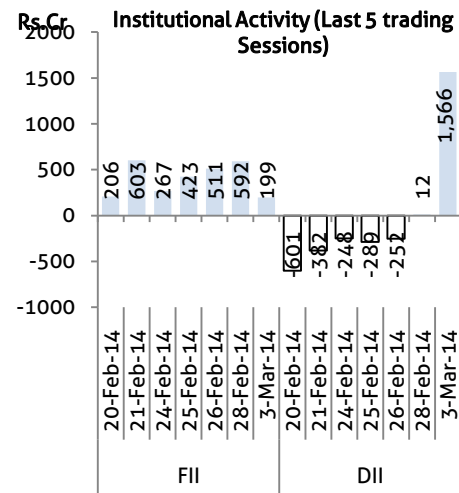 Rs.Cr
Institutional Activity (Last 5 trading
Sessions)
2000
1500
1000
500
0
-500
-1000
206
603
267
423
511
592
199
-601
-382
-248
-289
-252
12
1,566
20-Feb-14
21-Feb-14
24-Feb-14
25-Feb-14
26-Feb-14
28-Feb-14
3-Mar-14
20-Feb-14
21-Feb-14
24-Feb-14
25-Feb-14
26-Feb-14
28-Feb-14
3-Mar-14
FII
DII